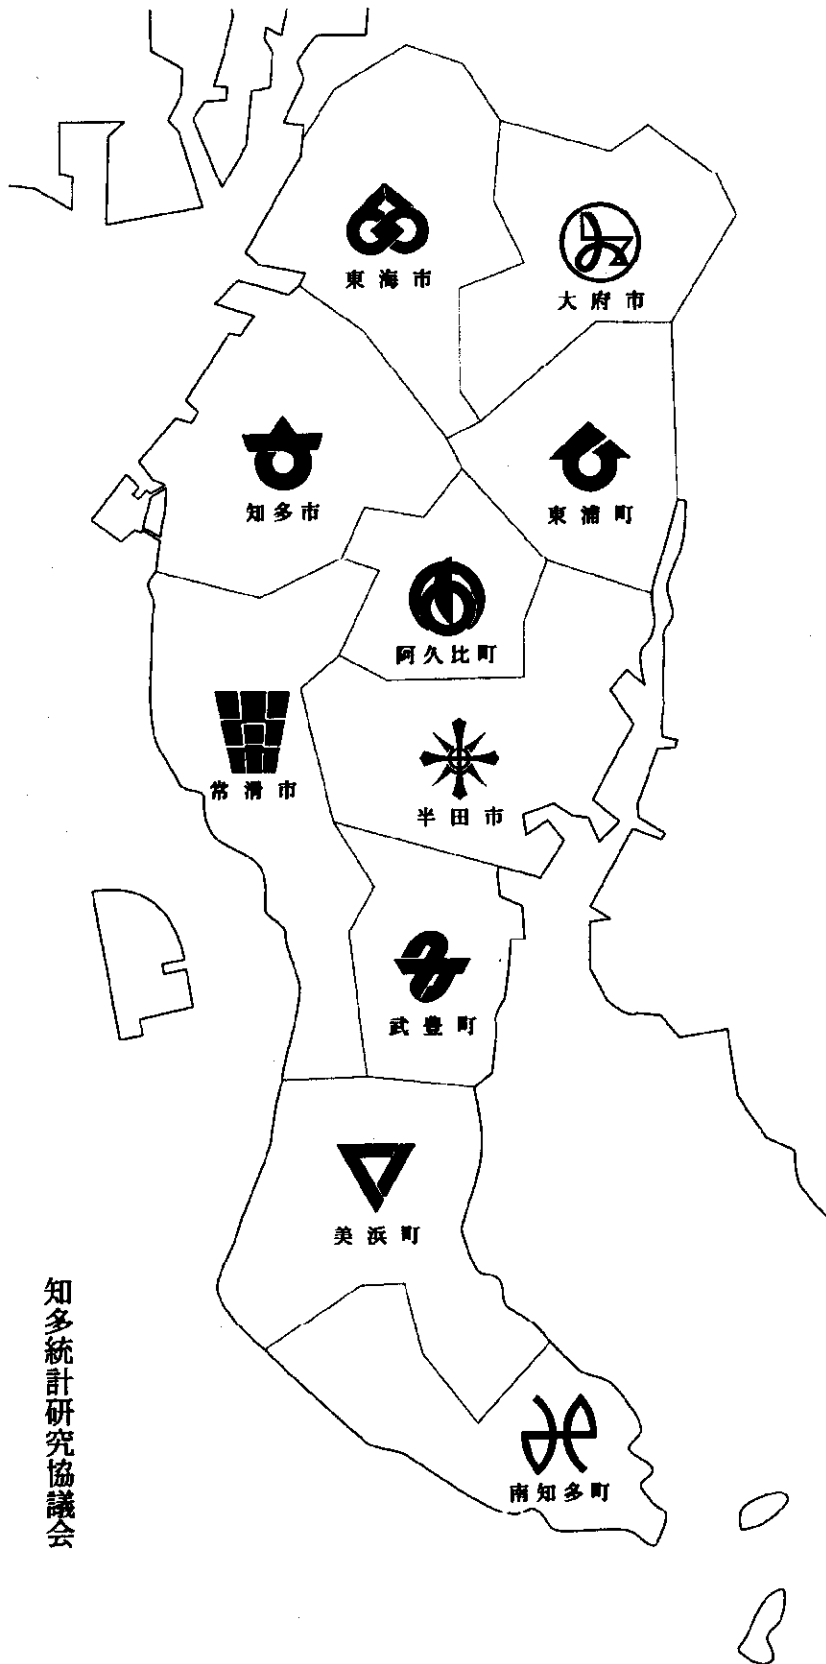 東海市
大府市
知多市
東浦町
阿久比町
常滑市
半田市
武豊町
美浜町
南知多町
知多統計研究協議会